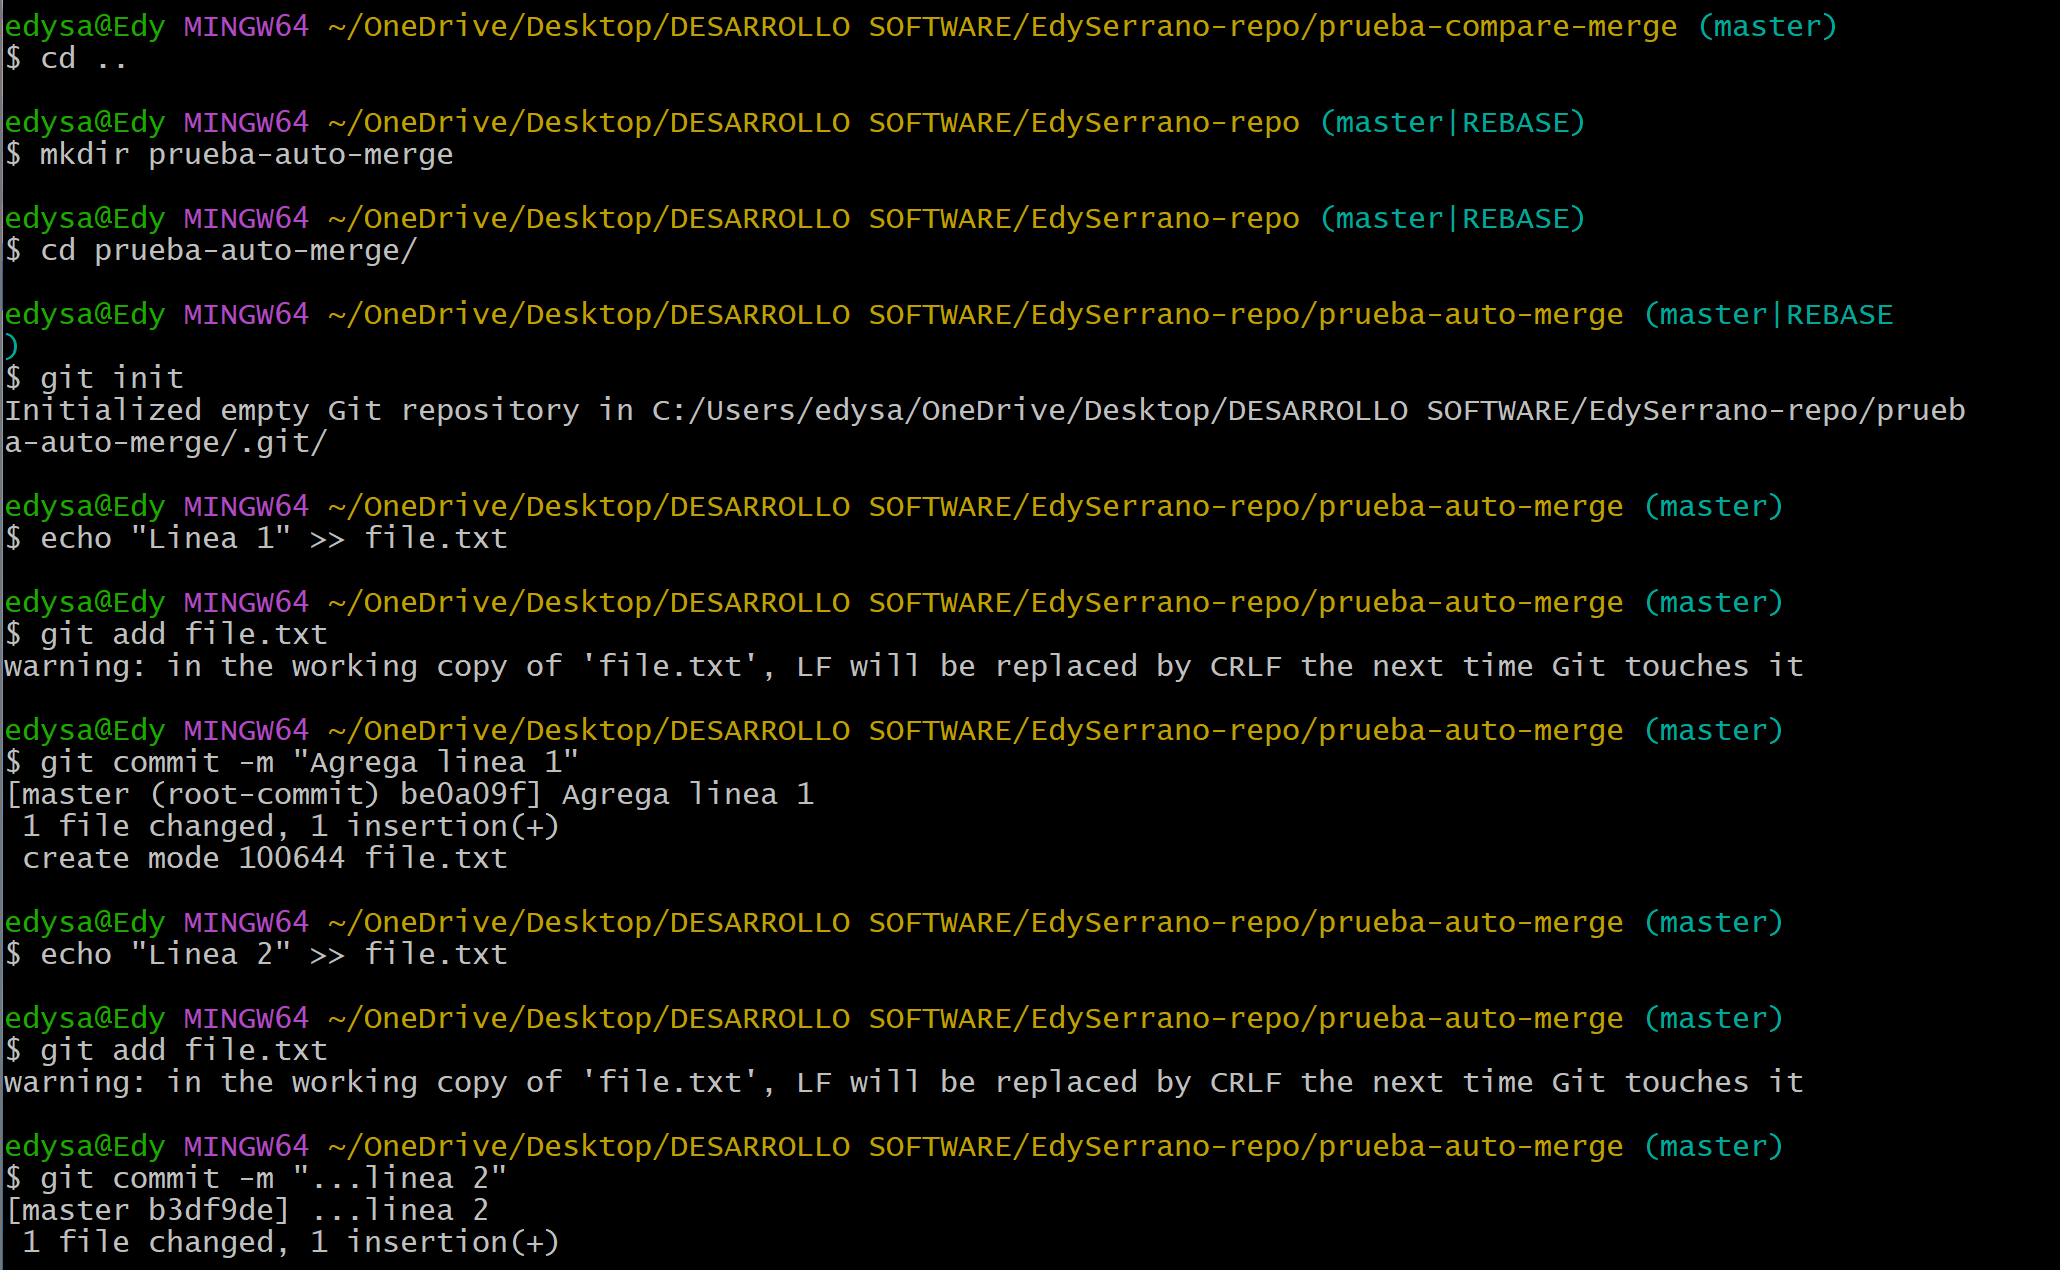 edysa@Edy MINGW64 ~/OneDrive/Desktop/DESARROLLO SOFTWARE/EdySerrano-repo/prueba-compare-merge (master)
$ cd ..
edysa@Edy MINGW64 ~/OneDrive/Desktop/DESARROLLO SOFTWARE/EdySerrano-repo (master|REBASE)
$ mkdir prueba-auto-merge
edysa@Edy MINGW64 ~/OneDrive/Desktop/DESARROLLO SOFTWARE/EdySerrano-repo (master|REBASE)
$ cd prueba-auto-merge/
edysa@Edy MINGW64 ~/OneDrive/Desktop/DESARROLLO SOFTWARE/EdySerrano-repo/prueba-auto-merge (master|REBASE
)
$ git init
Initialized empty Git repository in C:/Users/edysa/OneDrive/Desktop/DESARROLLO SOFTWARE/EdySerrano-repo/prueb
a-auto-merge/.git/
edysa@Edy MINGW64 ~/OneDrive/Desktop/DESARROLLO SOFTWARE/EdySerrano-repo/prueba-auto-merge (master)
$ echo "Linea 1" >> file.txt
edysa@Edy MINGW64 ~/OneDrive/Desktop/DESARROLLO SOFTWARE/EdySerrano-repo/prueba-auto-merge (master)
$ git add file.txt
warning: in the working copy of 'file.txt', LF will be replaced by CRLF the next time Git touches it
edysa@Edy MINGW64 ~/OneDrive/Desktop/DESARROLLO SOFTWARE/EdySerrano-repo/prueba-auto-merge (master)
$ git commit -m "Agrega linea 1"
[master (root-commit) be0a09f] Agrega linea 1
 1 file changed, 1 insertion(+)
 create mode 100644 file.txt
edysa@Edy MINGW64 ~/OneDrive/Desktop/DESARROLLO SOFTWARE/EdySerrano-repo/prueba-auto-merge (master)
$ echo "Linea 2" >> file.txt
edysa@Edy MINGW64 ~/OneDrive/Desktop/DESARROLLO SOFTWARE/EdySerrano-repo/prueba-auto-merge (master)
$ git add file.txt
warning: in the working copy of 'file.txt', LF will be replaced by CRLF the next time Git touches it
edysa@Edy MINGW64 ~/OneDrive/Desktop/DESARROLLO SOFTWARE/EdySerrano-repo/prueba-auto-merge (master)
$ git commit -m "...linea 2"
[master b3df9de] ...linea 2
 1 file changed, 1 insertion(+)